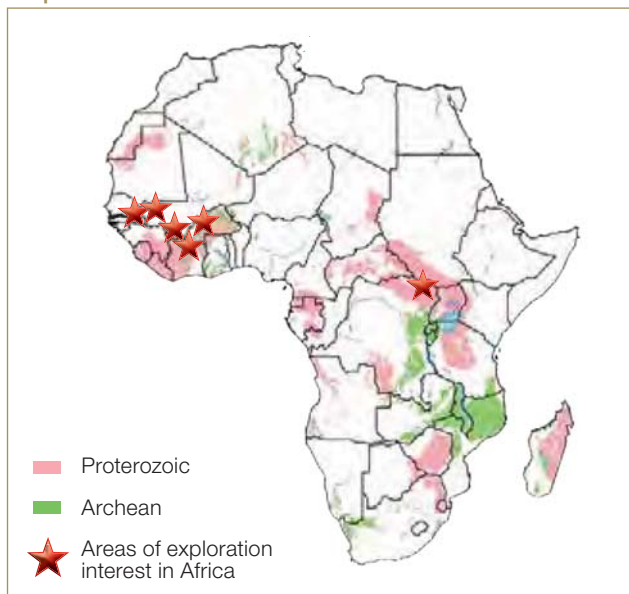 Proterozoic
Archean
Areas of exploration
interest in Africa